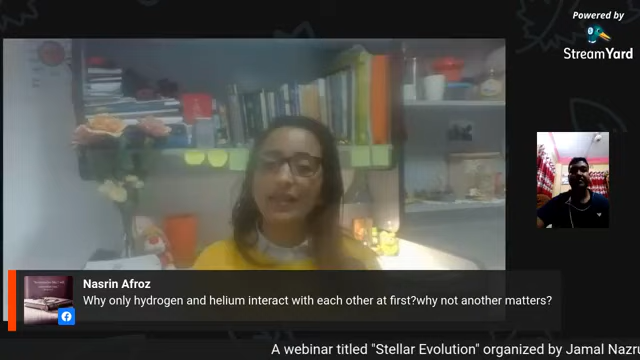 Powered by
StreamYard
Nasrin Afroz
Why only hydrogen and helium interact with each other at first?why not another matters?
A webinar titled "Stellar Evolution" organized by Jamal Nazru